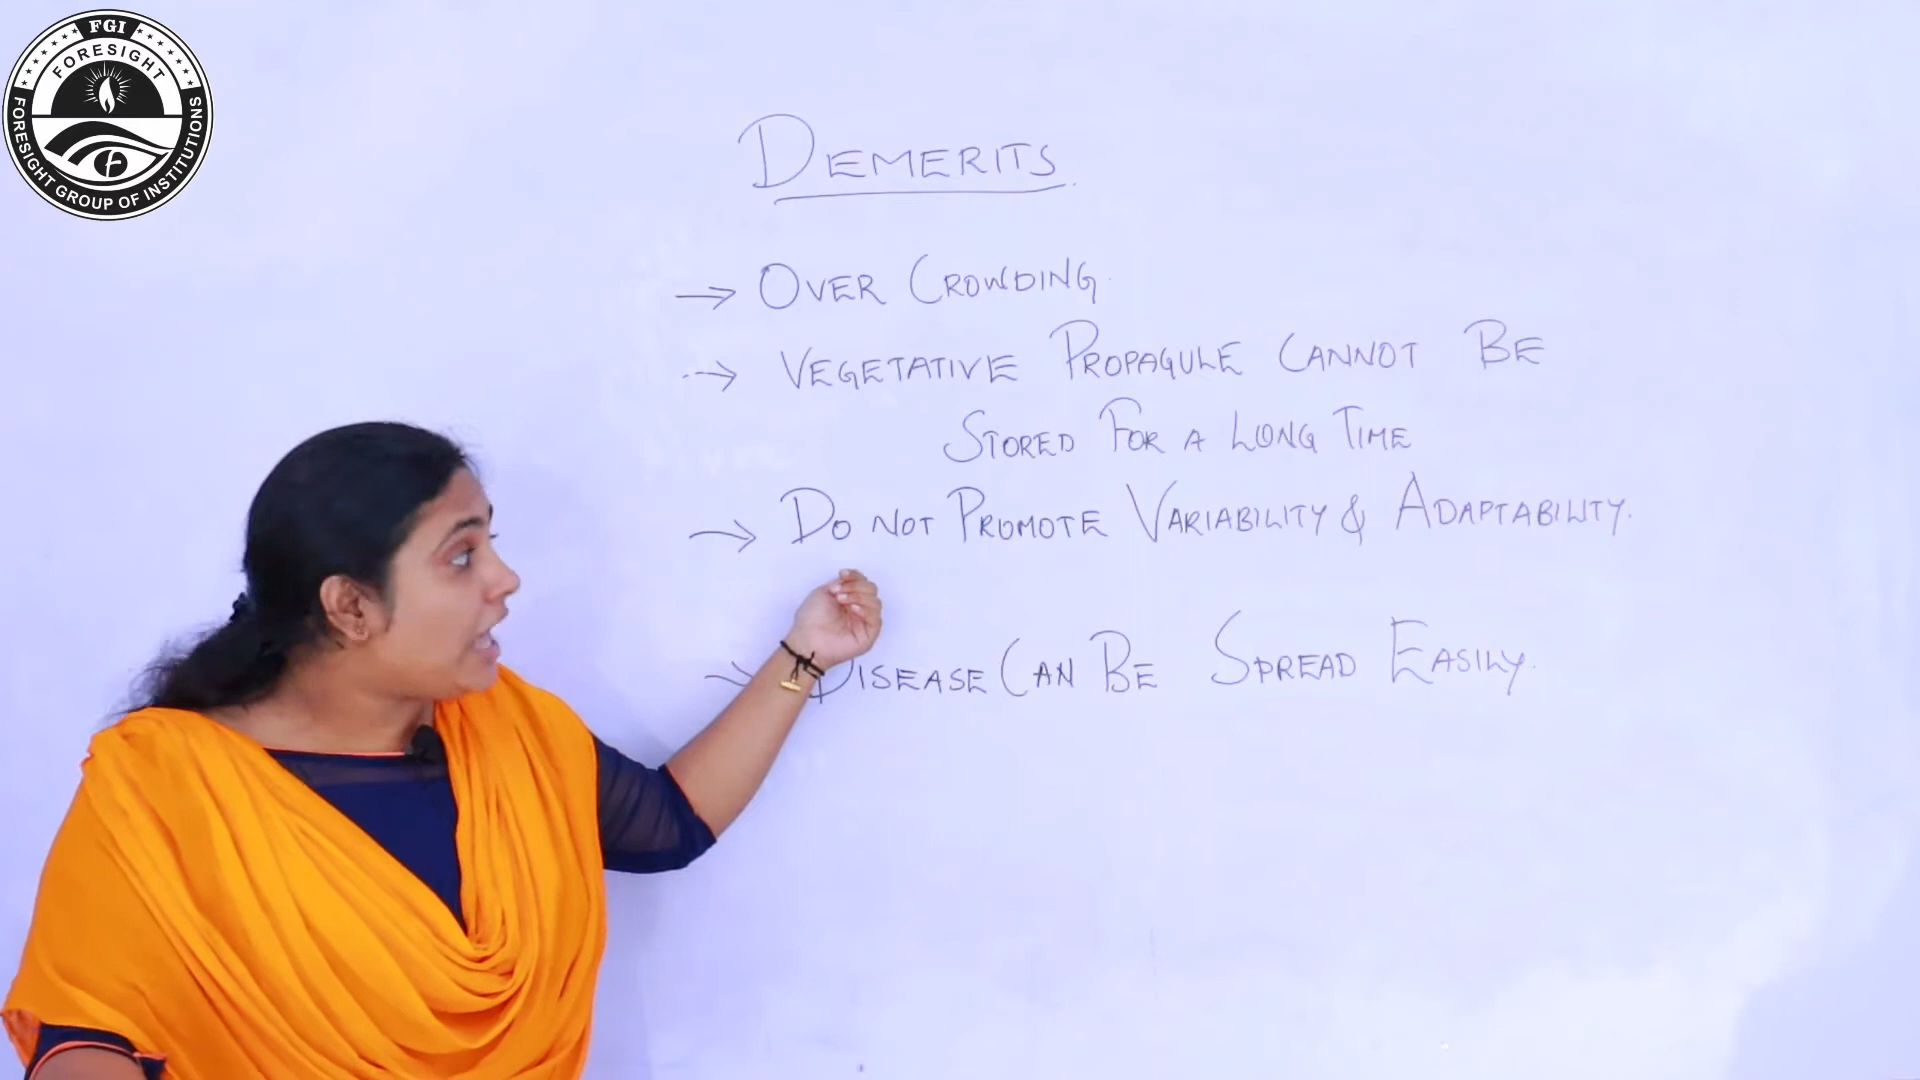 FGI
FORESIGHT
FORESIGHT GROUP OF INSTITUTIONS
DEMERITS.
→ OVER CROWDING.
→ VEGETATIVE PROPAGULE CANNOT BE
STORED FOR A LONG TIME
→ DO NOT PROMOTE VARIABILITY & ADAPTABILITY.
→ DISEASE CAN BE SPREAD EASILY.